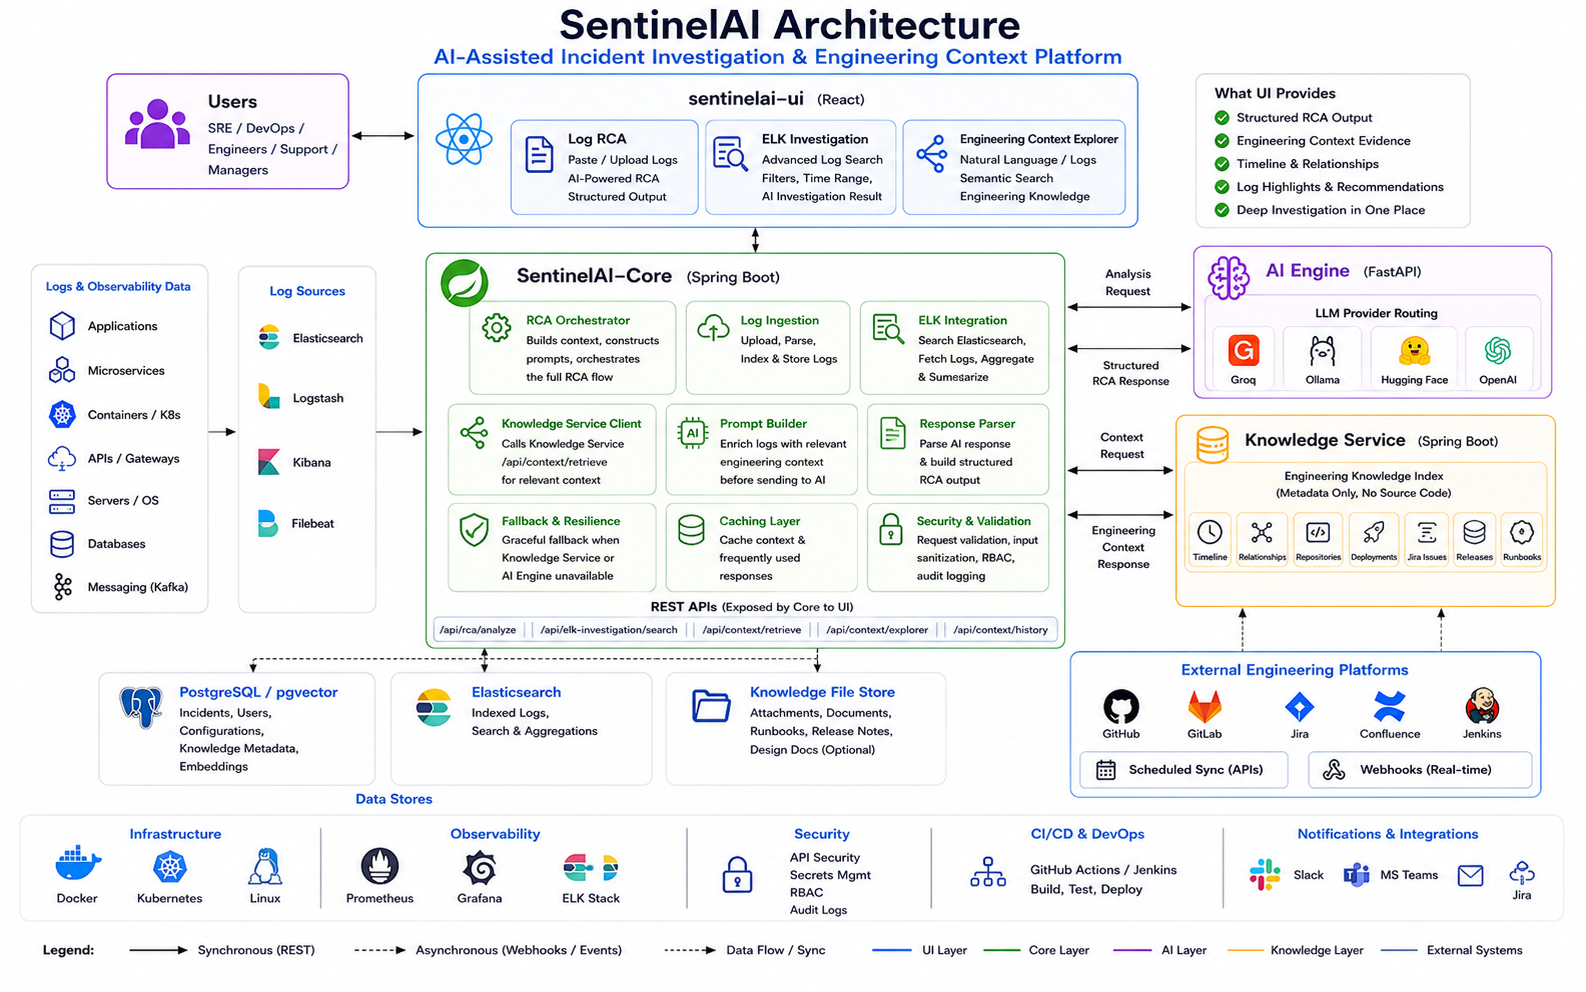 SentinelAI Architecture
AI-Assisted Incident Investigation & Engineering Context Platform
Users
SRE / DevOps /
Engineers / Support /
Managers
sentinelai-ui (React)
Log RCA
Paste / Upload Logs
AI-Powered RCA
Structured Output
ELK Investigation
Advanced Log Search
Filters, Time Range,
AI Investigation Result
Engineering Context Explorer
Natural Language / Logs
Semantic Search
Engineering Knowledge
What UI Provides
Structured RCA Output
Engineering Context Evidence
Timeline & Relationships
Log Highlights & Recommendations
Deep Investigation in One Place
Logs & Observability Data
Applications
Microservices
Containers / K8s
APIs / Gateways
Servers / OS
Databases
Messaging (Kafka)
Log Sources
Elasticsearch
Logstash
Kibana
Filebeat
SentinelAI-Core (Spring Boot)
RCA Orchestrator
Builds context, constructs
prompts, orchestrates
the full RCA flow
Log Ingestion
Upload, Parse,
Index & Store Logs
ELK Integration
Search Elasticsearch,
Fetch Logs, Aggregate
& Sumesarize
Knowledge Service Client
Calls Knowledge Service
/api/context/retrieve
for relevant context
AI
Prompt Builder
Enrich logs with relevant
engineering context
before sending to AI
Response Parser
Parse AI response
& build structured
RCA output
Fallback & Resilience
Graceful fallback when
Knowledge Service or
AI Engine unavailable
Caching Layer
Cache context &
frequently used
responses
Security & Validation
Request validation, input
sanitization, RBAC,
audit logging
REST APIs (Exposed by Core to UI)
/api/rca/analyze
/api/elk-investigation/search
/api/context/retrieve
/api/context/explorer
/api/context/history
Analysis
Request
Structured
RCA Response
Context
Request
Engineering
Context
Response
AI Engine (FastAPI)
LLM Provider Routing
G
Groq
Ollama
Hugging Face
OpenAI
Knowledge Service (Spring Boot)
Engineering Knowledge Index
(Metadata Only, No Source Code)
Timeline
Relationships
Repositories
Deployments
Jira Issues
Releases
Runbooks
PostgreSQL / pgvector
Incidents, Users,
Configurations,
Knowledge Metadata,
Embeddings
Elasticsearch
Indexed Logs,
Search & Aggregations
Knowledge File Store
Attachments, Documents,
Runbooks, Release Notes,
Design Docs (Optional)
Data Stores
External Engineering Platforms
GitHub
GitLab
Jira
Confluence
Jenkins
Scheduled Sync (APIs)
Webhooks (Real-time)
Infrastructure
Docker
Kubernetes
Linux
Observability
Prometheus
Grafana
ELK Stack
Security
API Security
Secrets Mgmt
RBAC
Audit Logs
CI/CD & DevOps
GitHub Actions / Jenkins
Build, Test, Deploy
Notifications & Integrations
Slack
MS Teams
Jira
Legend:
Synchronous (REST)
Asynchronous (Webhooks / Events)
Data Flow / Sync
UI Layer
Core Layer
AI Layer
Knowledge Layer
External Systems